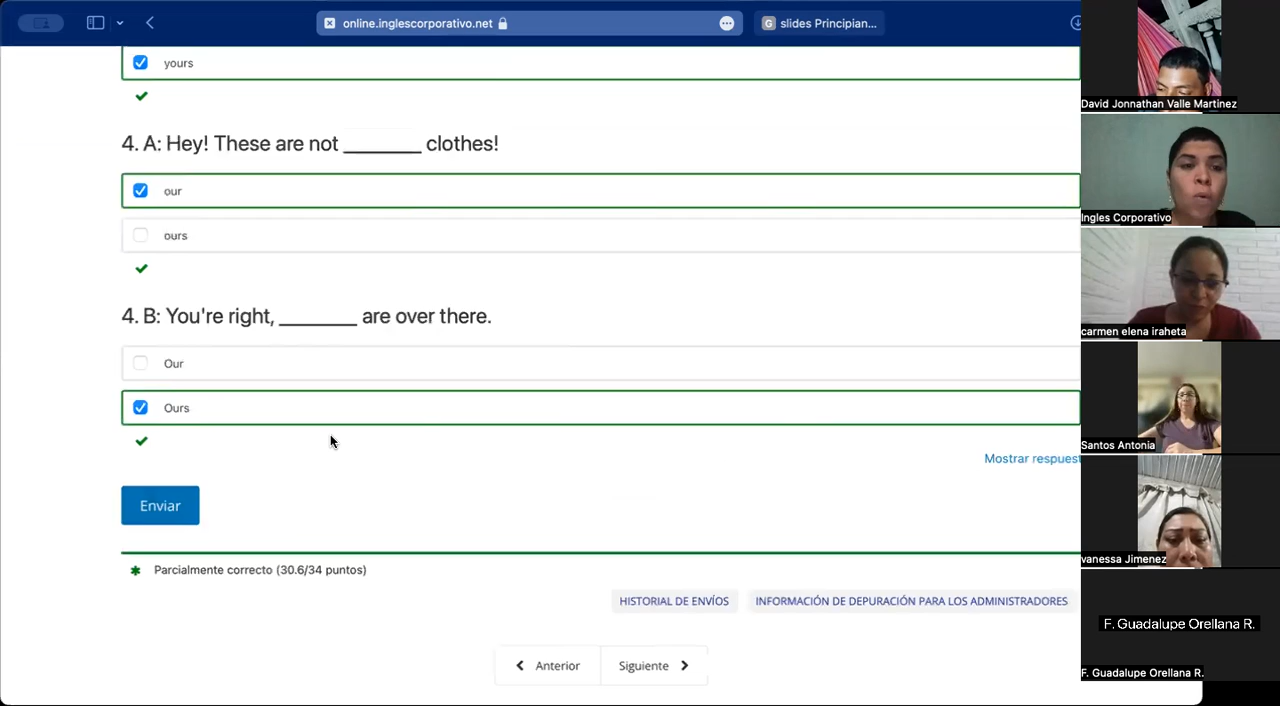 online.inglescorporativo.net
G slides Principian...
yours
4. A: Hey! These are not ________ clothes!
our
ours
4. B: You're right, ________ are over there.
Our
Ours
Mostrar respuest
Enviar
Parcialmente correcto (30.6/34 puntos)
HISTORIAL DE ENVÍOS
INFORMACIÓN DE DEPURACIÓN PARA LOS ADMINISTRADORES
Anterior
Siguiente
David Jonnathan Valle Martinez
Ingles Corporativo
carmen elena iraheta
Santos Antonia
vanessa Jimenez
F. Guadalupe Orellana R.
F. Guadalupe Orellana R.